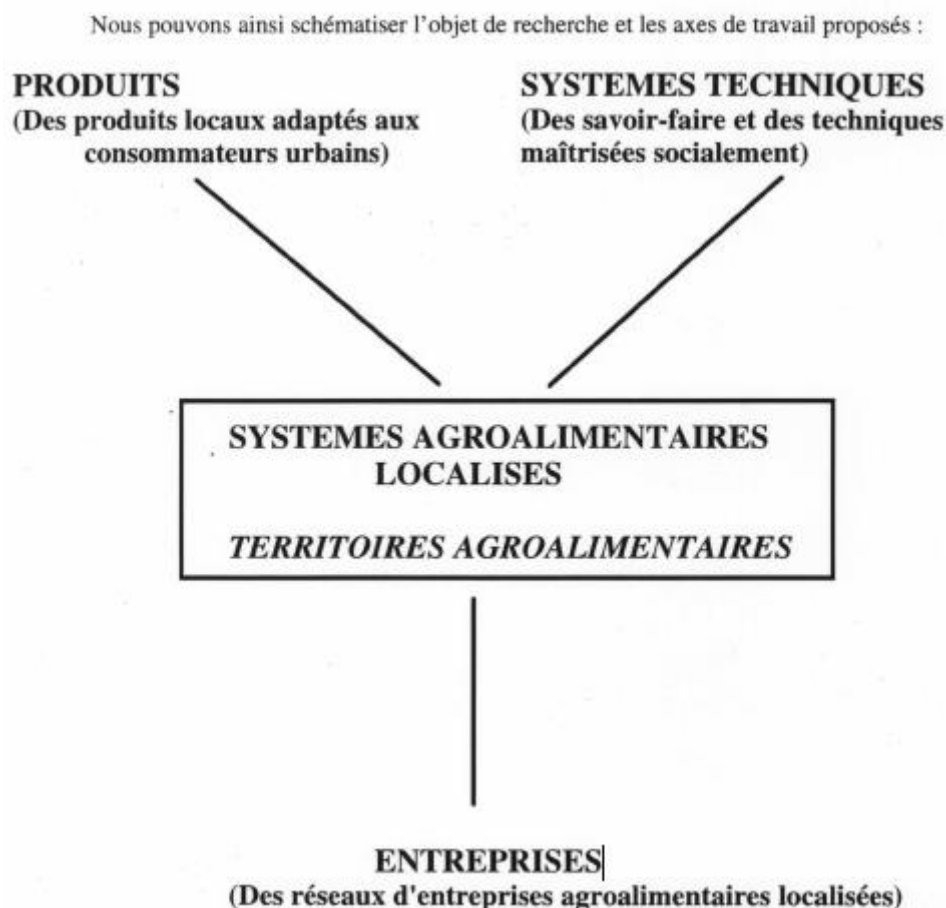 Nous pouvons ainsi schématiser l'objet de recherche et les axes de travail proposés :
PRODUITS
(Des produits locaux adaptés aux
consommateurs urbains)
SYSTEMES TECHNIQUES
(Des savoir-faire et des techniques
maîtrisées socialement)
SYSTEMES AGROALIMENTAIRES
LOCALISES
TERRITOIRES AGROALIMENTAIRES
ENTREPRISES
(Des réseaux d'entreprises agroalimentaires localisées)